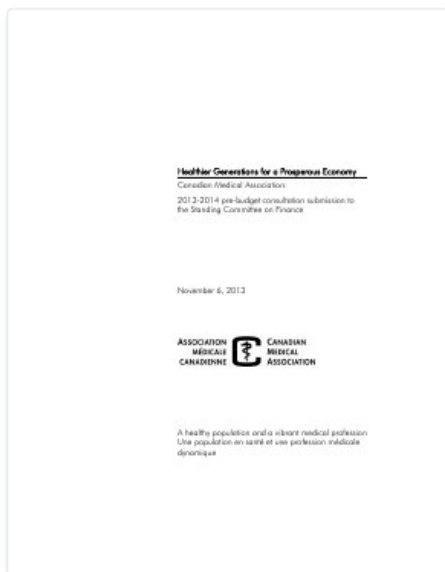 Healthier Generations for a Prosperous Economy
Canadian Medical Association
2013-2014 pre-budget consultation submission to
the Standing Committee on Finance
November 6, 2013
ASSOCIATION
MÉDICALE
CANADIENNE
CANADIAN
MEDICAL
ASSOCIATION
A healthy population and a vibrant medical profession
Une population en santé et une profession médicale
dynamique